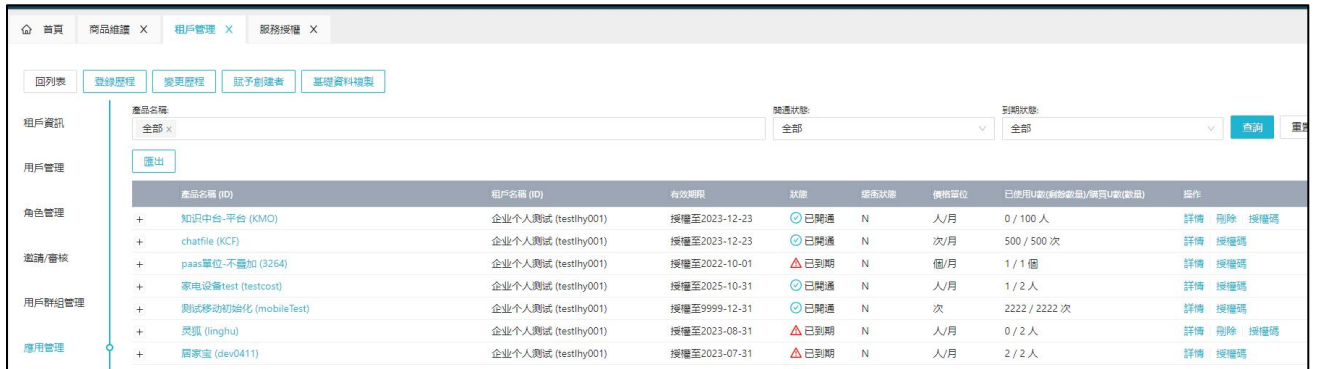 首頁 商品維護 X 租戶管理 X 服務授權 X
回列表 登錄歷程 變更歷程 賦予創建者 基礎資料複製
租戶資訊
用戶管理
角色管理
邀請/審核
用戶群組管理
應用管理
產品名稱: 開通狀態: 到期狀態:
全部 x 全部 全部 查詢 重置
匯出
產品名稱 (ID) 租戶名稱 (ID) 有效期限 狀態 緩衝狀態 價格單位 已使用U數(剩餘數量)/購買U數(數量) 操作
+ 知识中台-平台 (KMO) 企业个人测试 (testlhy001) 授權至2023-12-23 已開通 N 人/月 0 / 100 人 詳情 刪除 授權碼
+ chatfile (KCF) 企业个人测试 (testlhy001) 授權至2023-12-23 已開通 N 次/月 500 / 500 次 詳情 授權碼
+ paas單位-不疊加 (3264) 企业个人测试 (testlhy001) 授權至2022-10-01 已到期 N 個/月 1 / 1 個 詳情 授權碼
+ 家电设备test (testcost) 企业个人测试 (testlhy001) 授權至2025-10-31 已開通 N 人/月 1 / 2 人 詳情 授權碼
+ 测试移动初始化 (mobileTest) 企业个人测试 (testlhy001) 授權至9999-12-31 已開通 N 次 2222 / 2222 次 詳情 授權碼
+ 灵狐 (linghu) 企业个人测试 (testlhy001) 授權至2023-08-31 已到期 N 人/月 0 / 2 人 詳情 刪除 授權碼
+ 居家宝 (dev0411) 企业个人测试 (testlhy001) 授權至2023-07-31 已到期 N 人/月 2 / 2 人 詳情 授權碼